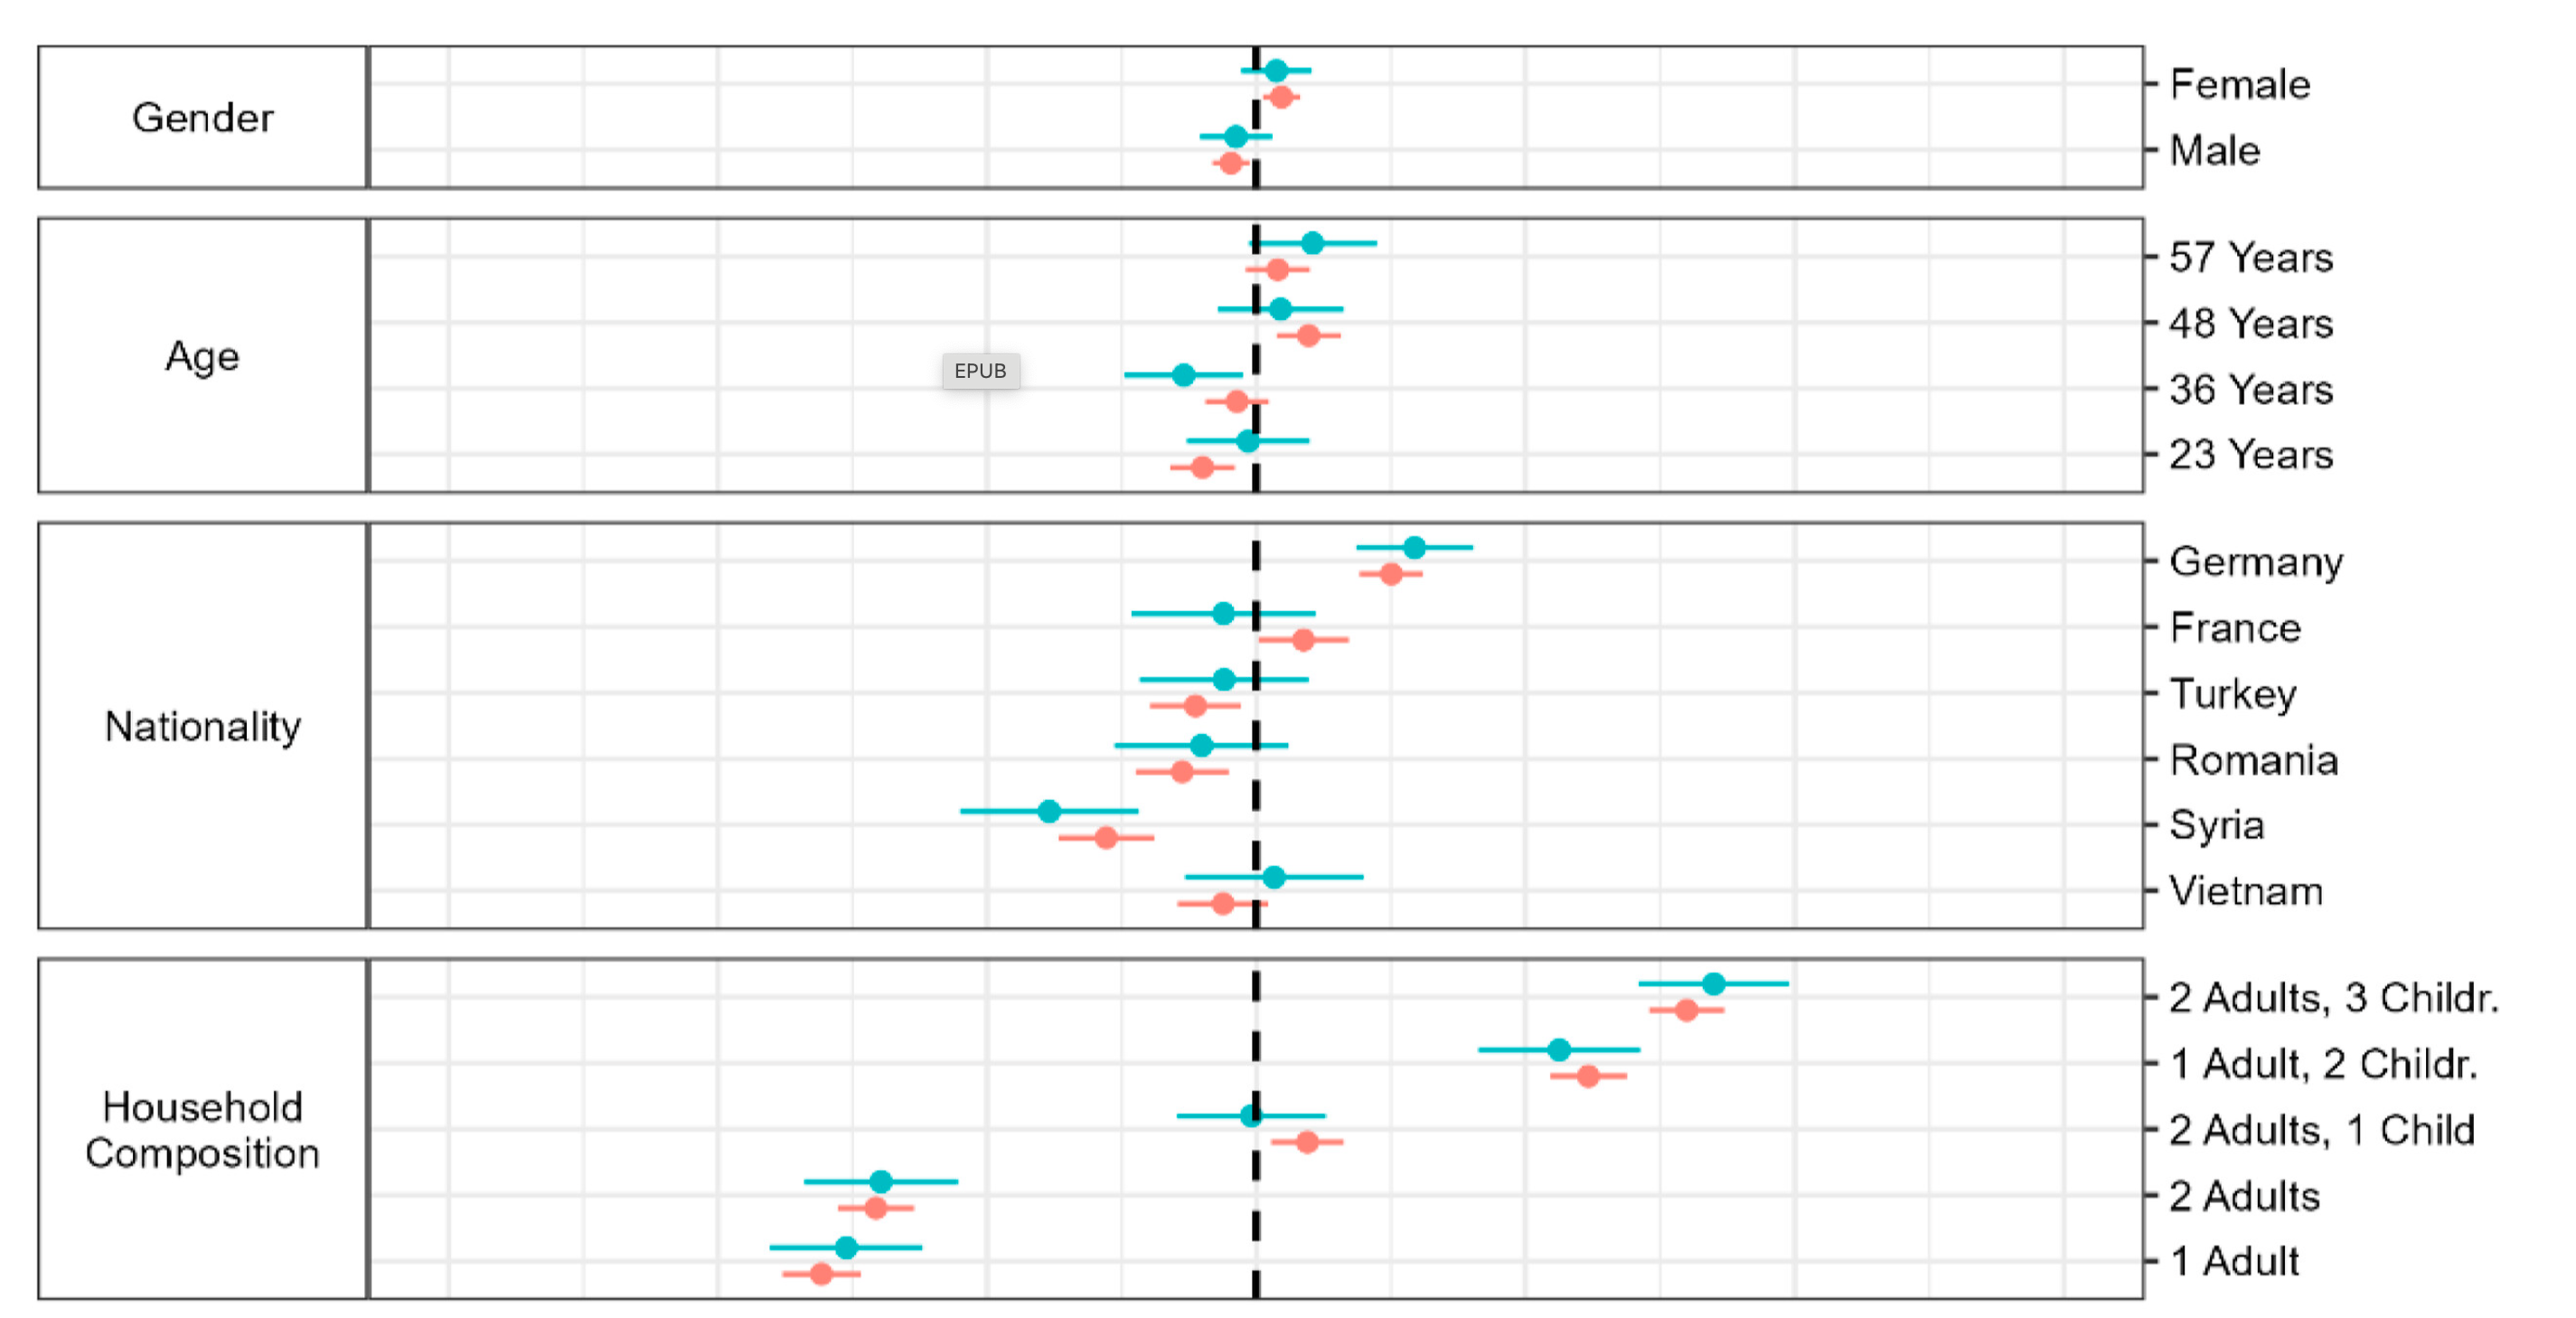 Gender
Female
Male
Age
57 Years
48 Years
EPUB
36 Years
23 Years
Nationality
Germany
France
Turkey
Romania
Syria
Vietnam
Household
Composition
2 Adults, 3 Childr.
1 Adult, 2 Childr.
2 Adults, 1 Child
2 Adults
1 Adult